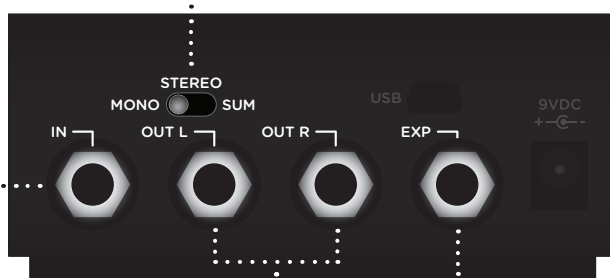 STEREO
MONO SUM
USB
9VDC
+ -
IN OUT L OUT R EXP